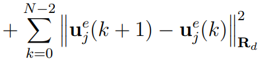 + \sum_{k=0}^{N-2} \left\| \mathbf{u}_j^e(k+1) - \mathbf{u}_j^e(k) \right\|_{\mathbf{R}_d}^2